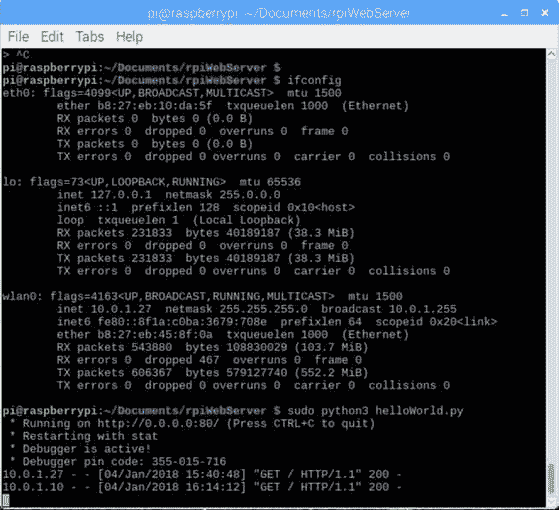 pi@raspberrypi: ~/Documents/rpiWebServer
File Edit Tabs Help
> ^C
pi@raspberrypi:~/Documents/rpiWebServer $
pi@raspberrypi:~/Documents/rpiWebServer $ ifconfig
eth0: flags=4099<UP,BROADCAST,MULTICAST>  mtu 1500
ether b8:27:eb:10:da:5f  txqueuelen 1000  (Ethernet)
RX packets 0  bytes 0 (0.0 B)
RX errors 0  dropped 0  overruns 0  frame 0
TX packets 0  bytes 0 (0.0 B)
TX errors 0  dropped 0 overruns 0  carrier 0  collisions 0
lo: flags=73<UP,LOOPBACK,RUNNING>  mtu 65536
inet 127.0.0.1  netmask 255.0.0.0
inet6 ::1  prefixlen 128  scopeid 0x10<host>
loop  txqueuelen 1  (Local Loopback)
RX packets 231833  bytes 40189187 (38.3 MiB)
RX errors 0  dropped 0  overruns 0  frame 0
TX packets 231833  bytes 40189187 (38.3 MiB)
TX errors 0  dropped 0 overruns 0  carrier 0  collisions 0
wlan0: flags=4163<UP,BROADCAST,RUNNING,MULTICAST>  mtu 1500
inet 10.0.1.27  netmask 255.255.255.0  broadcast 10.0.1.255
inet6 fe80::8f1a:c0ba:3679:708e  prefixlen 64  scopeid 0x20<link>
ether b8:27:eb:45:8f:0a  txqueuelen 1000  (Ethernet)
RX packets 543880  bytes 108830029 (103.7 MiB)
RX errors 0  dropped 467  overruns 0  frame 0
TX packets 606367  bytes 579127740 (552.2 MiB)
TX errors 0  dropped 0 overruns 0  carrier 0  collisions 0
pi@raspberrypi:~/Documents/rpiWebServer $ sudo python3 helloWorld.py
* Running on http://0.0.0.0:80/ (Press CTRL+C to quit)
* Restarting with stat
* Debugger is active!
* Debugger pin code: 355-015-716
10.0.1.27 - - [04/Jan/2018 15:40:48] "GET / HTTP/1.1" 200 -
10.0.1.10 - - [04/Jan/2018 16:14:12] "GET / HTTP/1.1" 200 -